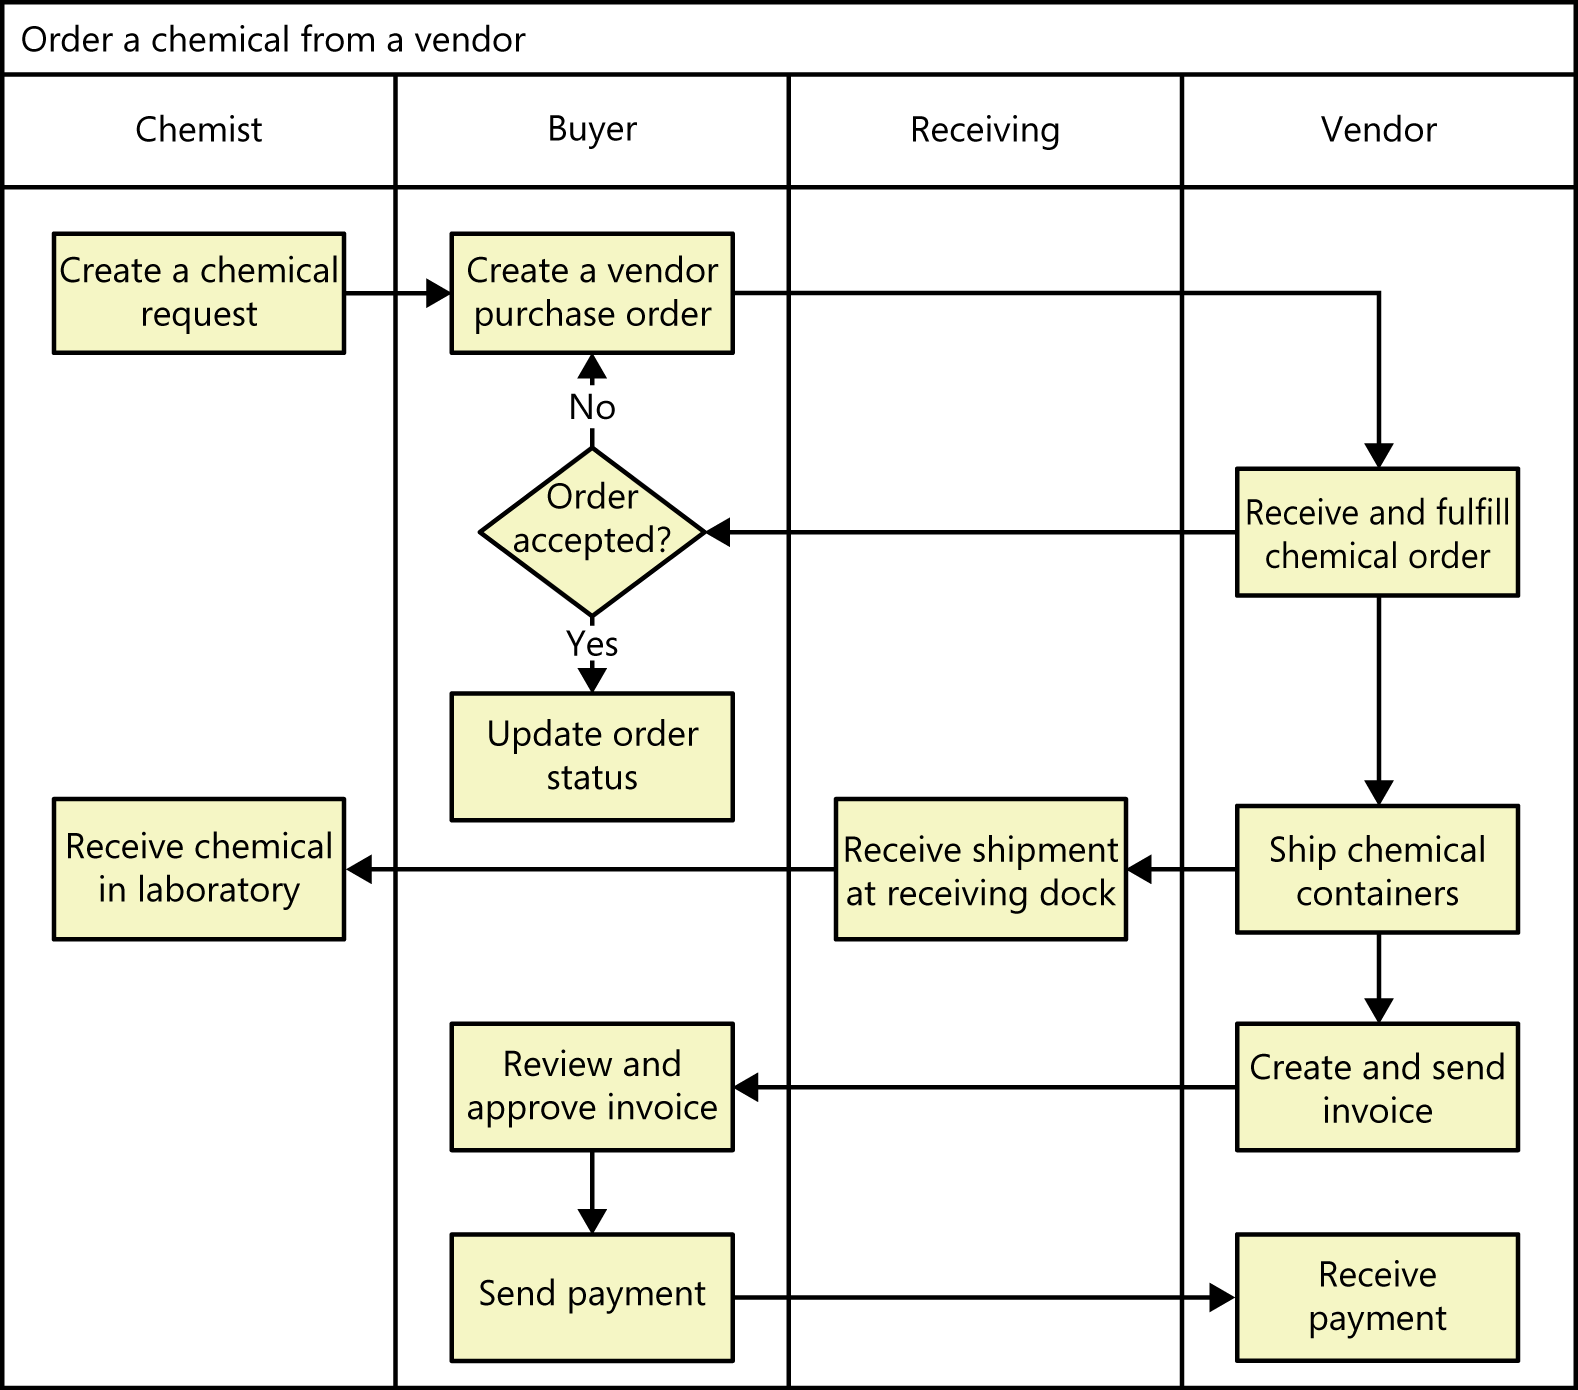 Order a chemical from a vendor
Chemist
Buyer
Receiving
Vendor
Create a chemical
request
Create a vendor
purchase order
No
Order
accepted?
Receive and fulfill
chemical order
Yes
Update order
status
Receive chemical
in laboratory
Receive shipment
at receiving dock
Ship chemical
containers
Review and
approve invoice
Create and send
invoice
Send payment
Receive
payment